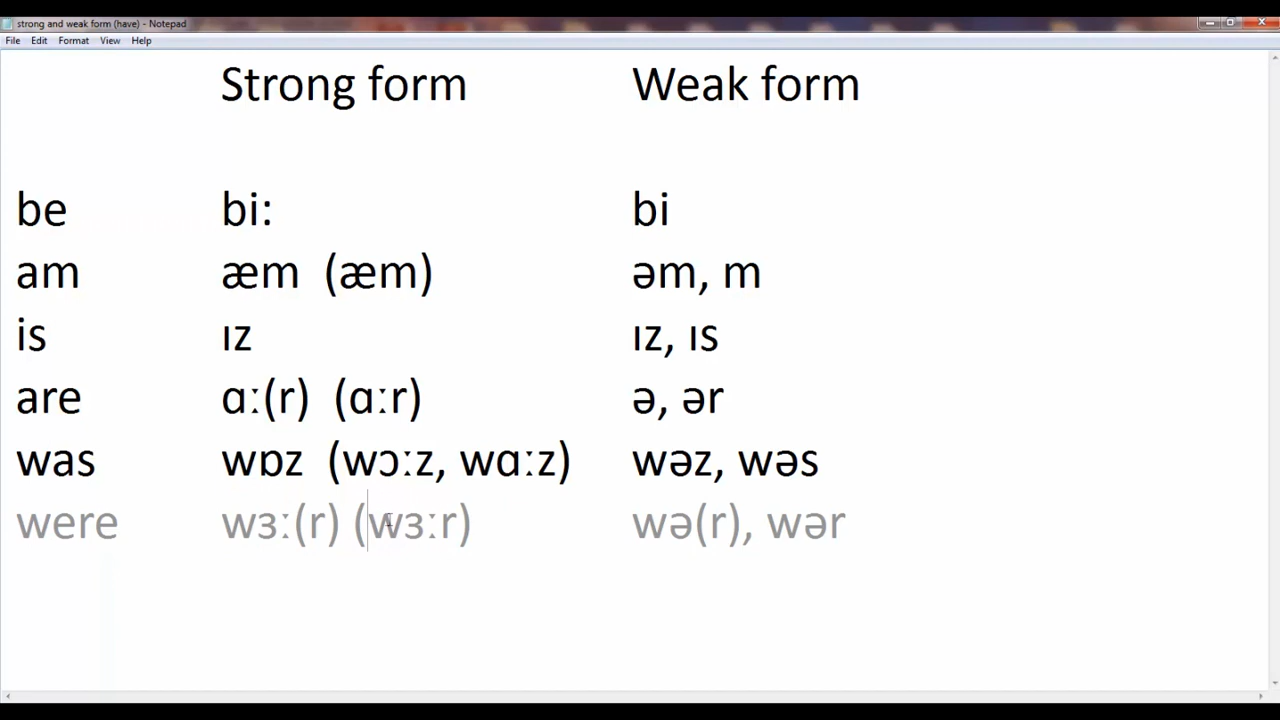 strong and weak form (have) - Notepad
File Edit Format View Help
Strong form Weak form
be bi: bi
am æm (æm) əm, m
is ɪz ɪz, ɪs
are ɑː(r) (ɑːr) ə, ər
was wɒz (wɔːz, wɑːz) wəz, wəs
were wɜː(r) (wɜːr) wə(r), wər